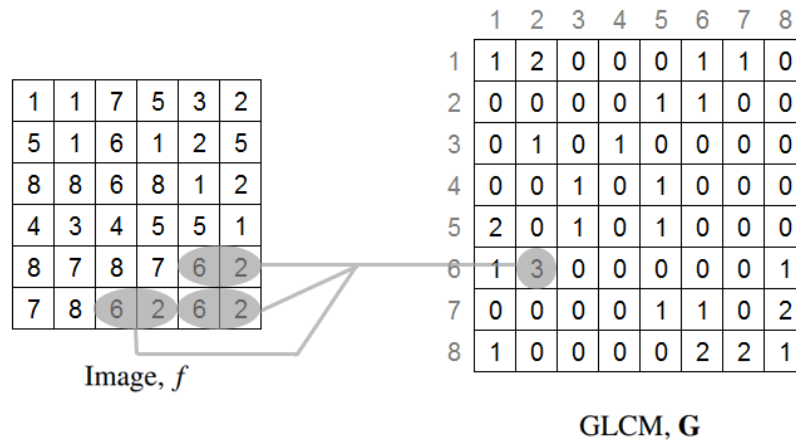 1 2 3 4 5 6 7 8
1 1 2 0 0 0 1 1 0
2 0 0 0 0 1 1 0 0
3 0 1 0 1 0 0 0 0
4 0 0 1 0 1 0 0 0
5 2 0 1 0 1 0 0 0
6 1 3 0 0 0 0 0 1
7 0 0 0 0 1 1 0 2
8 1 0 0 0 0 2 2 1
1 1 7 5 3 2
5 1 6 1 2 5
8 8 6 8 1 2
4 3 4 5 5 1
8 7 8 7 6 2
7 8 6 2 6 2
Image, f
GLCM, G